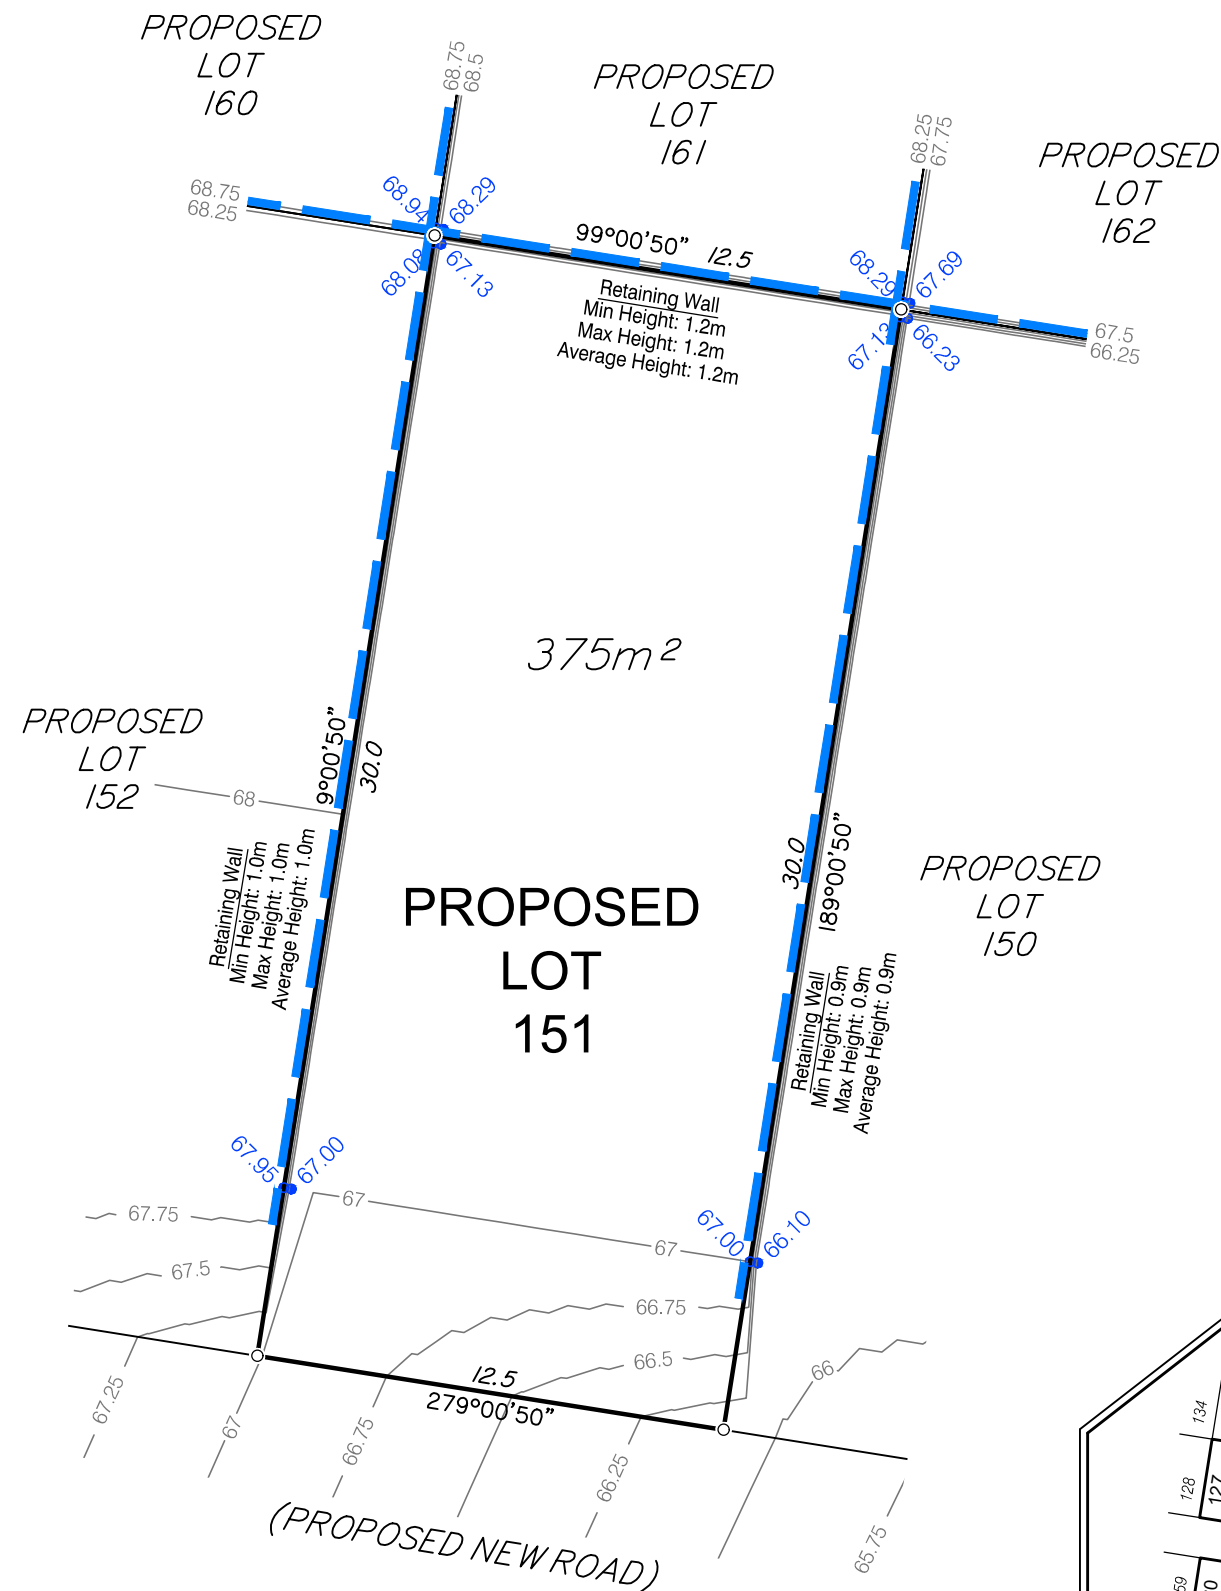 PROPOSED
LOT
160
68.75
68.5
PROPOSED
LOT
161
68.25
67.75
PROPOSED
LOT
162
68.75
68.25
68.94
68.29
68.08
67.13
99°00'50"
12.5
68.29
67.69
67.13
66.23
67.5
66.25
Retaining Wall
Min Height: 1.2m
Max Height: 1.2m
Average Height: 1.2m
375m²
PROPOSED
LOT
152
68
9°00'50"
30.0
Retaining Wall
Min Height: 1.0m
Max Height: 1.0m
Average Height: 1.0m
PROPOSED
LOT
151
30.0
189°00'50"
PROPOSED
LOT
150
Retaining Wall
Min Height: 0.9m
Max Height: 0.9m
Average Height: 0.9m
67.95
67.00
67
67
67.00
66.10
67.75
67.5
66.75
66.5
66
12.5
279°00'50"
67.25
67
66.75
66.25
65.75
(PROPOSED NEW ROAD)
134
128
127
59